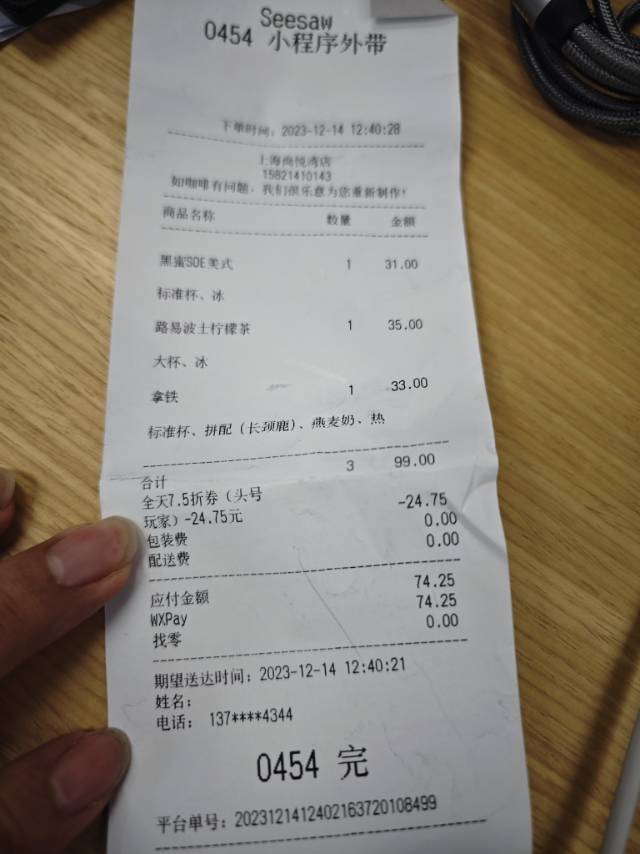 Seesaw
0454 小程序外带
下单时间：2023-12-14 12:40:28
上海尚悦湾店
15821410143
如咖啡有问题，我们很乐意为您重新制作！
商品名称 数量 金额
黑蜜SOE美式 1 31.00
标准杯、冰
路易波士柠檬茶 1 35.00
大杯、冰
拿铁 1 33.00
标准杯、拼配（长颈鹿）、燕麦奶、热
合计 3 99.00
全天7.5折券（头号
玩家）-24.75元 -24.75
包装费 0.00
配送费 0.00
应付金额 74.25
WXPay 74.25
找零 0.00
期望送达时间：2023-12-14 12:40:21
姓名：
电话： 137****4344
0454 完
平台单号：2023121412402163720108499